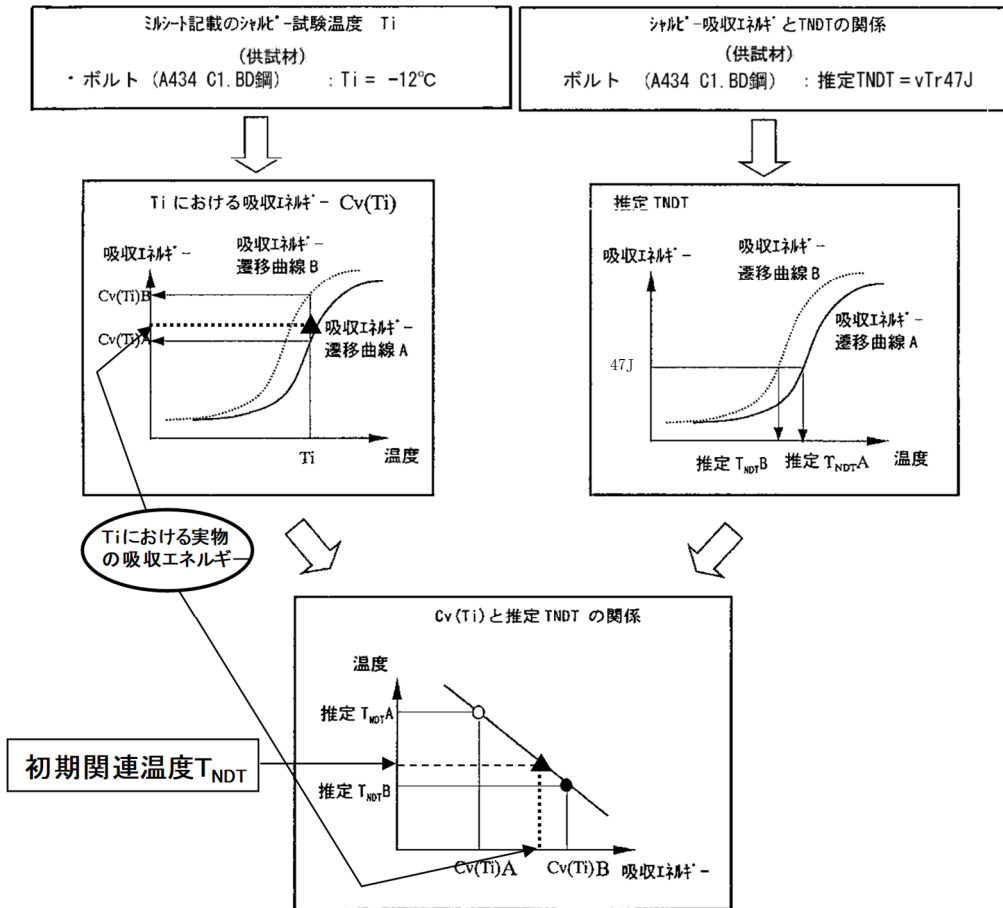 ミルシート記載のシャルピー試験温度 Ti
(供試材)
・ボルト (A434 C1.BD鋼) : Ti = -12℃
シャルピー吸収エネルギとTNDTの関係
(供試材)
ボルト (A434 C1.BD鋼) : 推定TNDT = vTr47J
Tiにおける吸収エネルギー Cv(Ti)
吸収エネルギー
吸収エネルギー
遷移曲線B
Cv(Ti)B
Cv(Ti)A
吸収エネルギー
遷移曲線A
Ti
温度
推定 TNDT
吸収エネルギー
吸収エネルギー
遷移曲線B
吸収エネルギー
遷移曲線A
47J
推定 TNDTB
推定 TNDTA
温度
Tiにおける実物
の吸収エネルギー
Cv(Ti)と推定TNDT の関係
温度
推定 TNDTA
初期関連温度TNDT
推定 TNDTB
Cv(Ti)A
Cv(Ti)B
吸収エネルギー